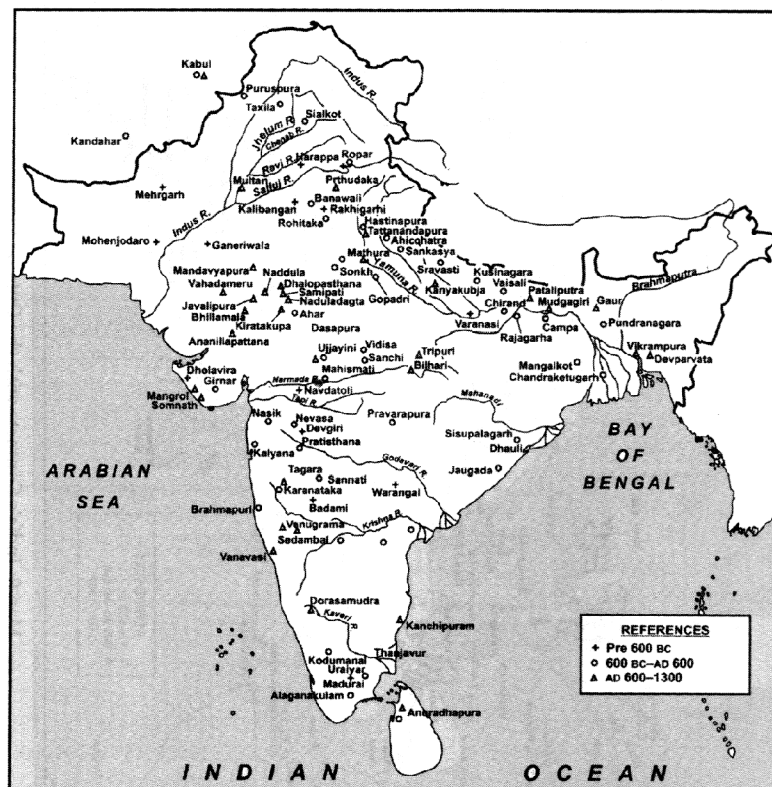 Kabul
Puruspura
Taxila
Indus R.
Sialkot
Jhelum R.
Chenab R.
Kandahar
Ravi R.
Harappa
Ropar
Multan
Satluj R.
Prthudaka
Mehrgarh
Banawali
Kalibangan
Rakhigarhi
Indus R.
Rohitaka
Hastinapura
Tattanandapura
Mohenjodaro
Ganeriwala
Ahicchatra
Sankasya
Mathura
Yamuna R.
Mandavyapura
Naddula
Sonkh
Sravasti
Kusinagara
Brahmaputra
Vahadameru
Dhalopasthana
Vaisali
Samipati
Kanyakubja
Pataliputra
Javalipura
Naduladagta
Gopadri
Chirand
Mudgagiri
Gaur
Bhillamala
Kiratakupa
Ahar
Varanasi
Campa
Pundranagara
Dasapura
Rajagarha
Ananillapattana
Vikrampura
Ujjayini
Vidisa
Tripuri
Devparvata
Dholavira
Sanchi
Mangalkot
Girnar
Mahismati
Bilhari
Chandraketugarh
Narmada R.
Mangrol
Navdatoli
Somnath
Tapi R.
Mahanadi
Nasik
Nevasa
Pravarapura
Devgiri
Sisupalagarh
BAY
Pratisthana
Dhauli
Kalyana
OF
ARABIAN
Godavari R.
Jaugada
BENGAL
Tagara
SEA
Sannati
Karanataka
Warangal
Brahmapuri
Badami
Venugrama
Krishna R.
Sedambal
Vanavasi
Dorasamudra
Kaveri R
Kanchipuram
REFERENCES
+ Pre 600 BC
Kodumanal
Thanjavur
○ 600 BC–AD 600
Uraiyar
△ AD 600–1300
Madurai
Alaganakulam
Anuradhapura
INDIAN OCEAN